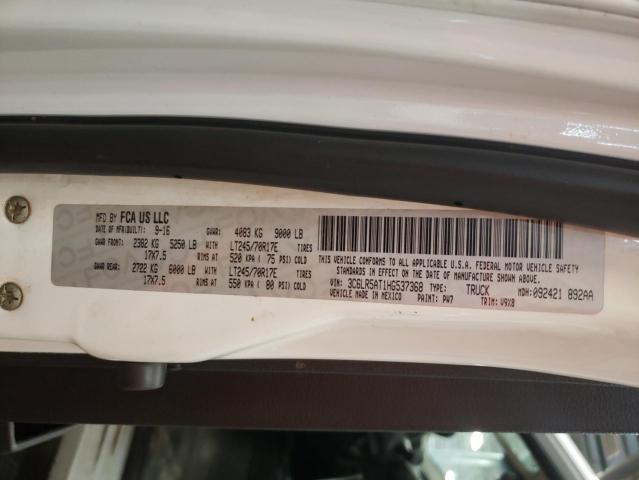 MFD BY FCA US LLC
DATE OF MFR(BUILT): 9-16 GVWR: 4083 KG 9000 LB
GAWR FRONT: 2382 KG 5250 LB WITH LT245/70R17E TIRES
17X7.5 RIMS AT 520 KPA ( 75 PSI) COLD
GAWR REAR: 2722 KG 6000 LB WITH LT245/70R17E TIRES
17X7.5 RIMS AT 550 KPA ( 80 PSI) COLD
THIS VEHICLE CONFORMS TO ALL APPLICABLE U.S.A. FEDERAL MOTOR VEHICLE SAFETY
STANDARDS IN EFFECT ON THE DATE OF MANUFACTURE SHOWN ABOVE.
VIN: 3C6LR5AT1HG537368 TYPE: TRUCK MDH: 092421 892AA
VEHICLE MADE IN MEXICO PAINT: PW7 TRIM: V9X8